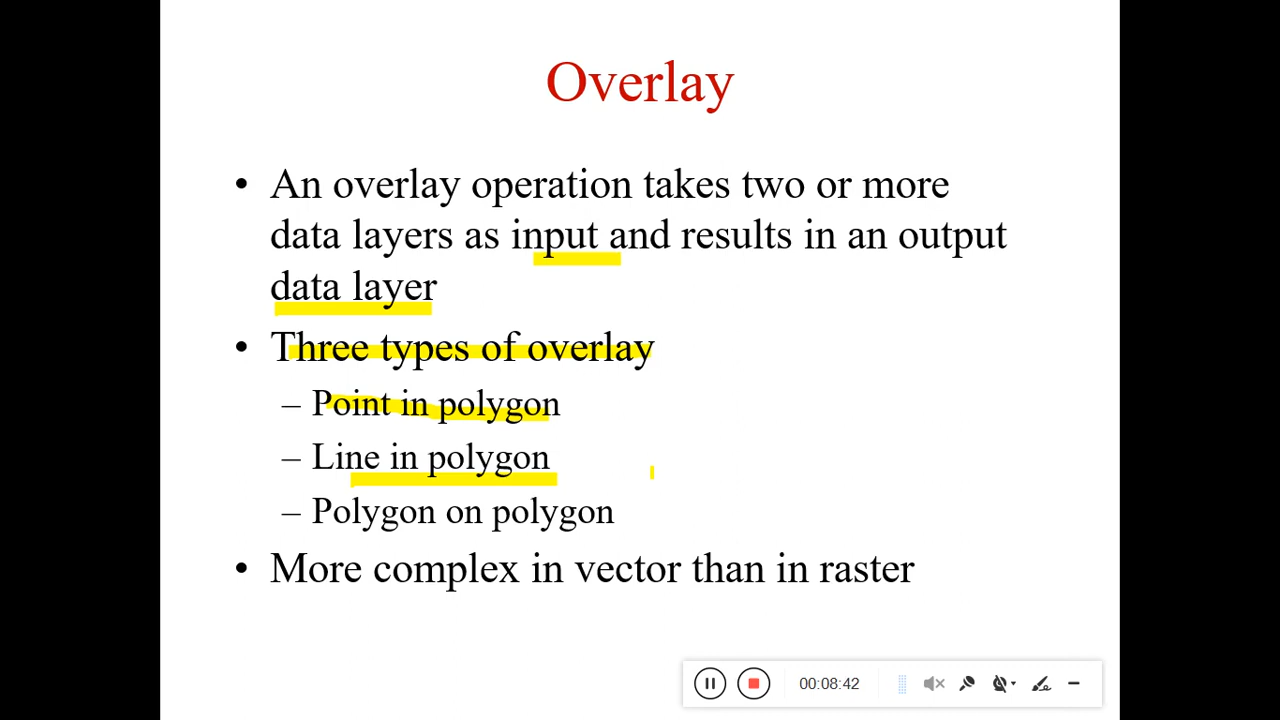 Overlay
• An overlay operation takes two or more
data layers as input and results in an output
data layer
• Three types of overlay
– Point in polygon
– Line in polygon
– Polygon on polygon
• More complex in vector than in raster
00:08:42